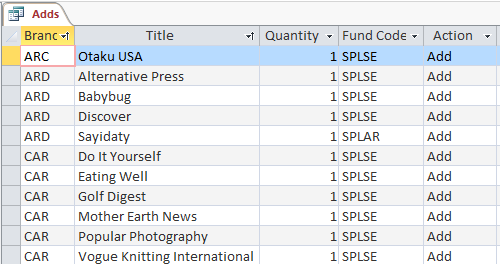 Adds
Branc Title Quantity Fund Code Action
ARC Otaku USA 1 SPLSE Add
ARD Alternative Press 1 SPLSE Add
ARD Babybug 1 SPLSE Add
ARD Discover 1 SPLSE Add
ARD Sayidaty 1 SPLAR Add
CAR Do It Yourself 1 SPLSE Add
CAR Eating Well 1 SPLSE Add
CAR Golf Digest 1 SPLSE Add
CAR Mother Earth News 1 SPLSE Add
CAR Popular Photography 1 SPLSE Add
CAR Vogue Knitting International 1 SPLSE Add